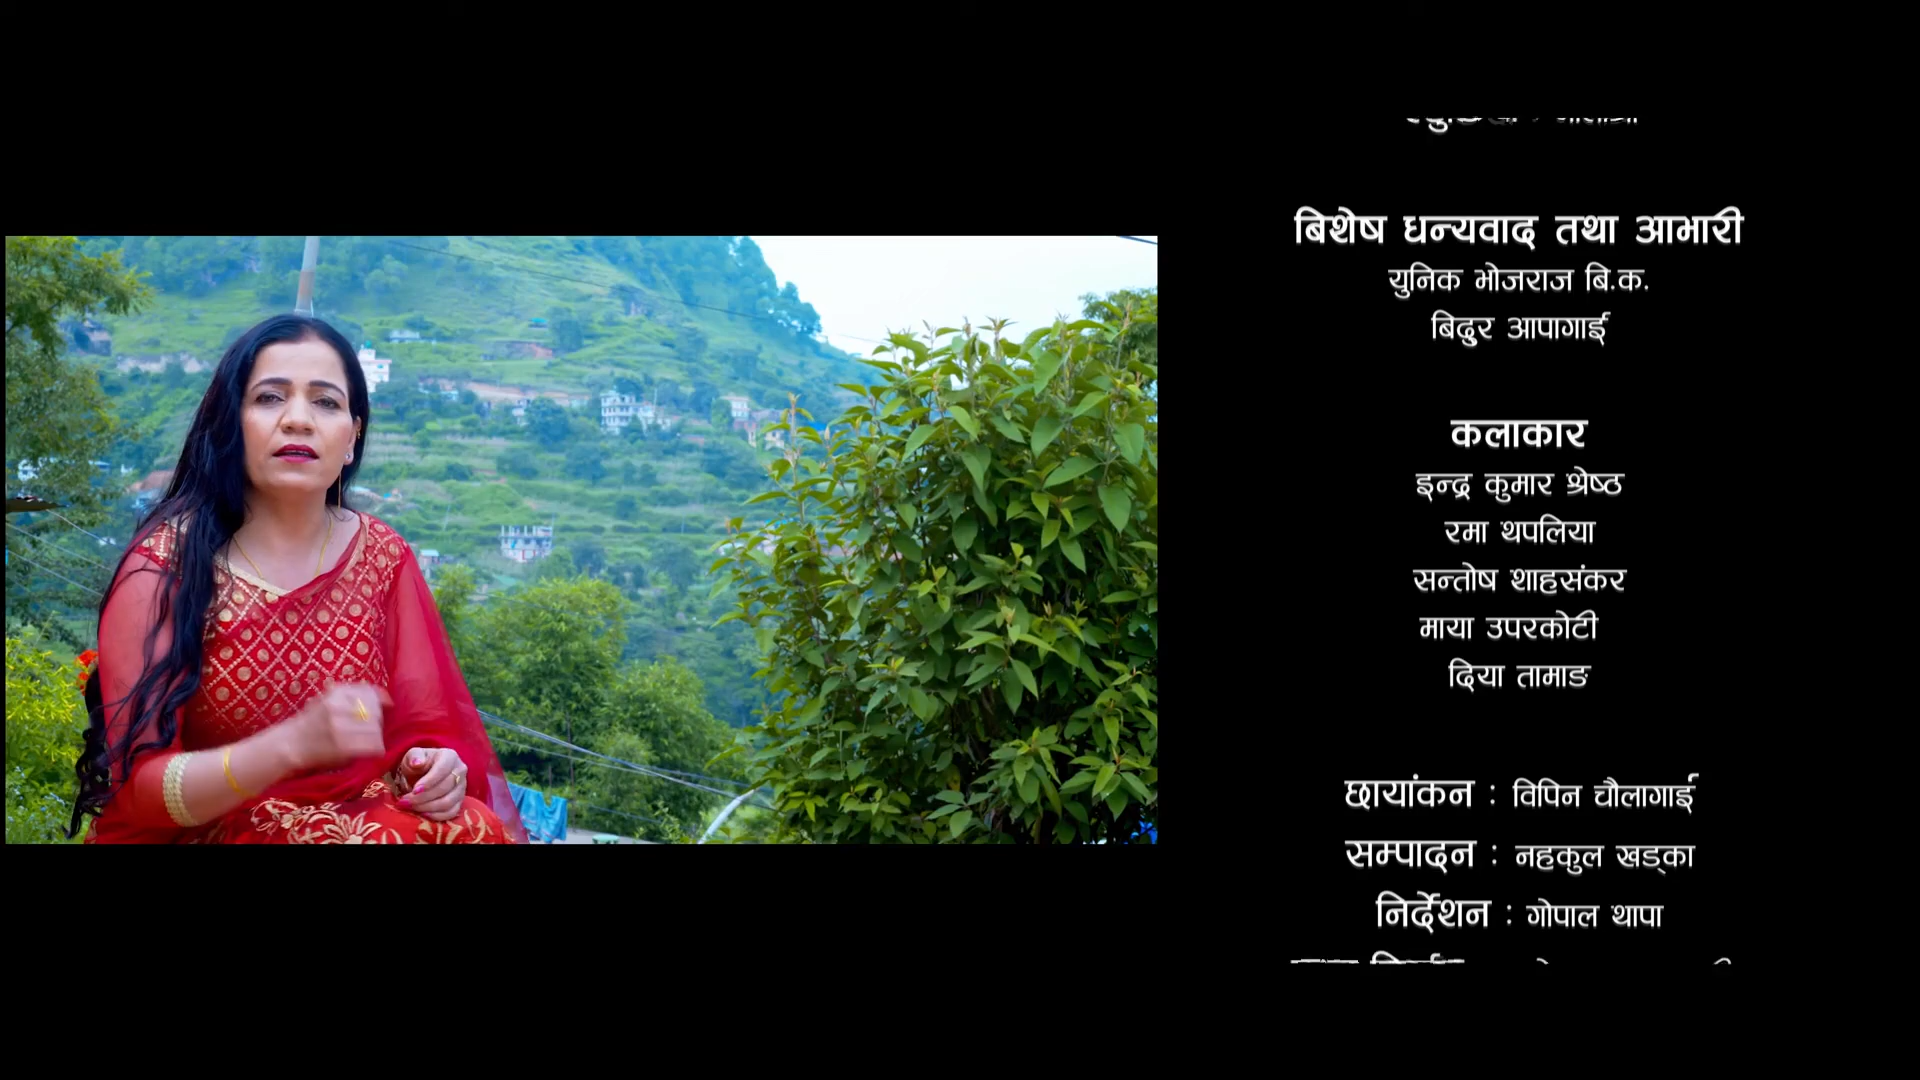 बिशेष धन्यवाद तथा आभारी
युनिक भोजराज बि.क.
बिदुर आपागाई
कलाकार
इन्द्र कुमार श्रेष्ठ
रमा थपलिया
सन्तोष शाहसंकर
माया उपरकोटी
दिया तामाङ
छायांकन : विपिन चौलागाई
सम्पादन : नहकुल खड्का
निर्देशन : गोपाल थापा